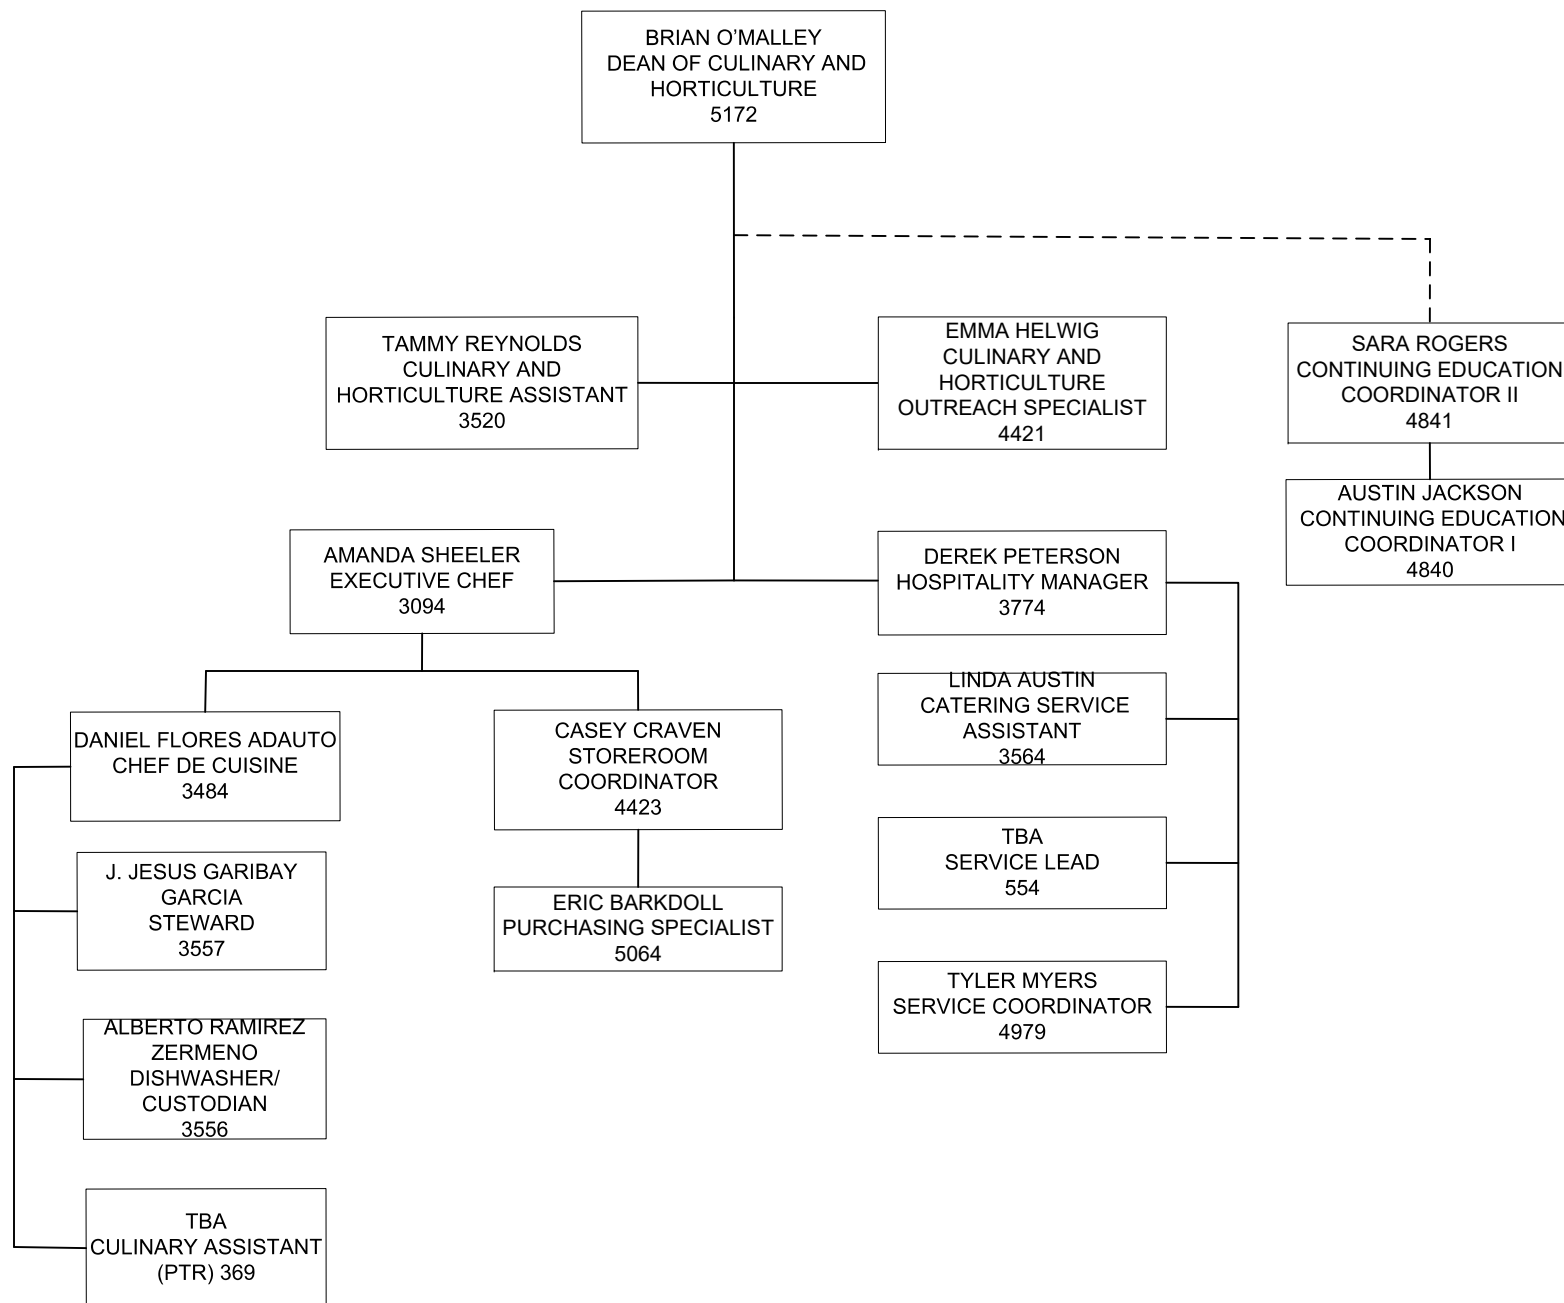 BRIAN O’MALLEY
DEAN OF CULINARY AND
HORTICULTURE
5172
TAMMY REYNOLDS
CULINARY AND
HORTICULTURE ASSISTANT
3520
EMMA HELWIG
CULINARY AND
HORTICULTURE
OUTREACH SPECIALIST
4421
SARA ROGERS
CONTINUING EDUCATION
COORDINATOR II
4841
AUSTIN JACKSON
CONTINUING EDUCATION
COORDINATOR I
4840
AMANDA SHEELER
EXECUTIVE CHEF
3094
DEREK PETERSON
HOSPITALITY MANAGER
3774
LINDA AUSTIN
CATERING SERVICE
ASSISTANT
3564
DANIEL FLORES ADAUTO
CHEF DE CUISINE
3484
CASEY CRAVEN
STOREROOM
COORDINATOR
4423
TBA
SERVICE LEAD
554
J. JESUS GARIBAY
GARCIA
STEWARD
3557
ERIC BARKDOLL
PURCHASING SPECIALIST
5064
TYLER MYERS
SERVICE COORDINATOR
4979
ALBERTO RAMIREZ
ZERMENO
DISHWASHER/
CUSTODIAN
3556
TBA
CULINARY ASSISTANT
(PTR) 369